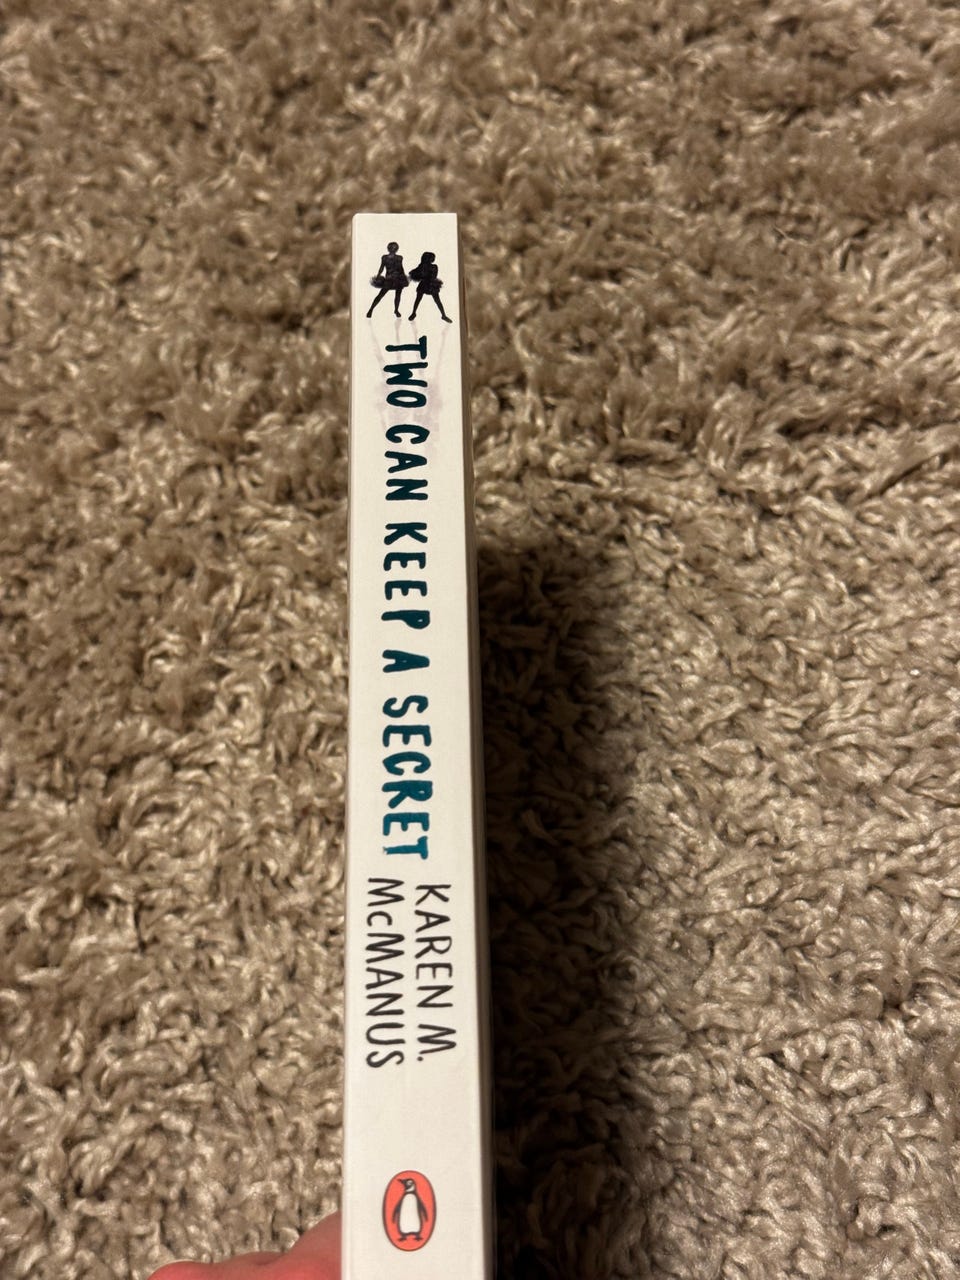 TWO CAN KEEP A SECRET
KAREN M.
McMANUS